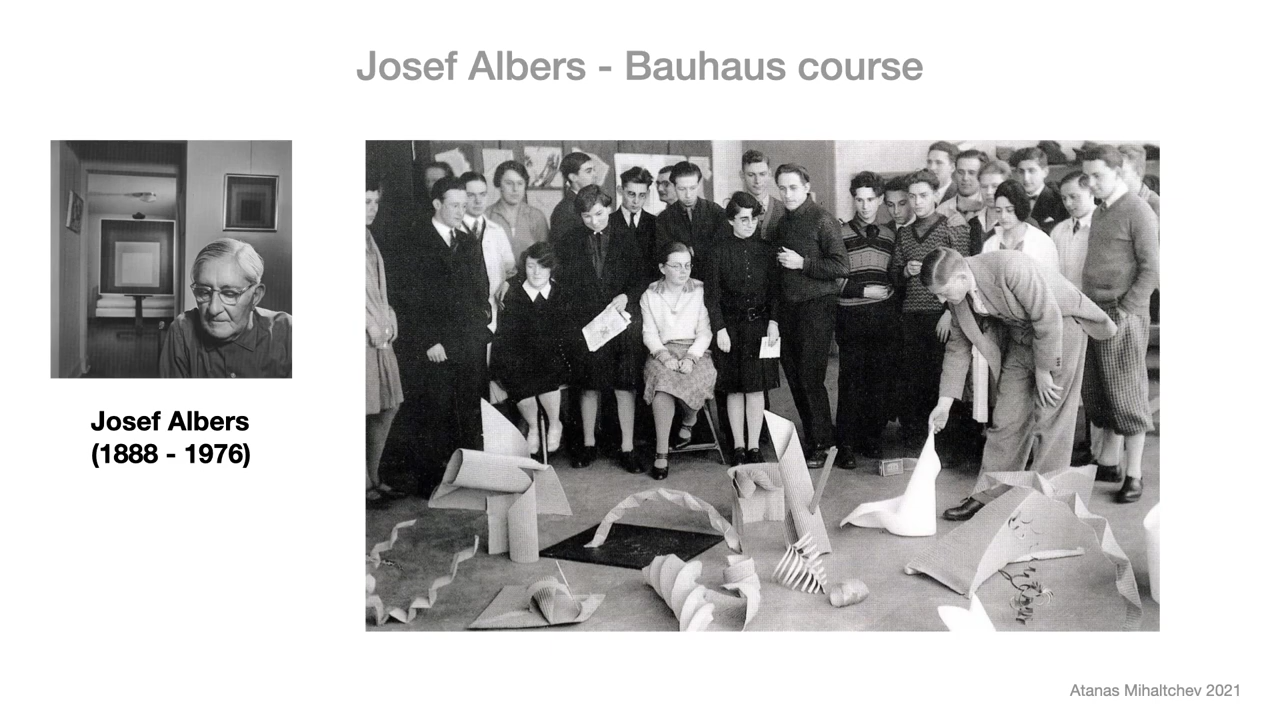 Josef Albers - Bauhaus course
Josef Albers
(1888 - 1976)
Atanas Mihaltchev 2021